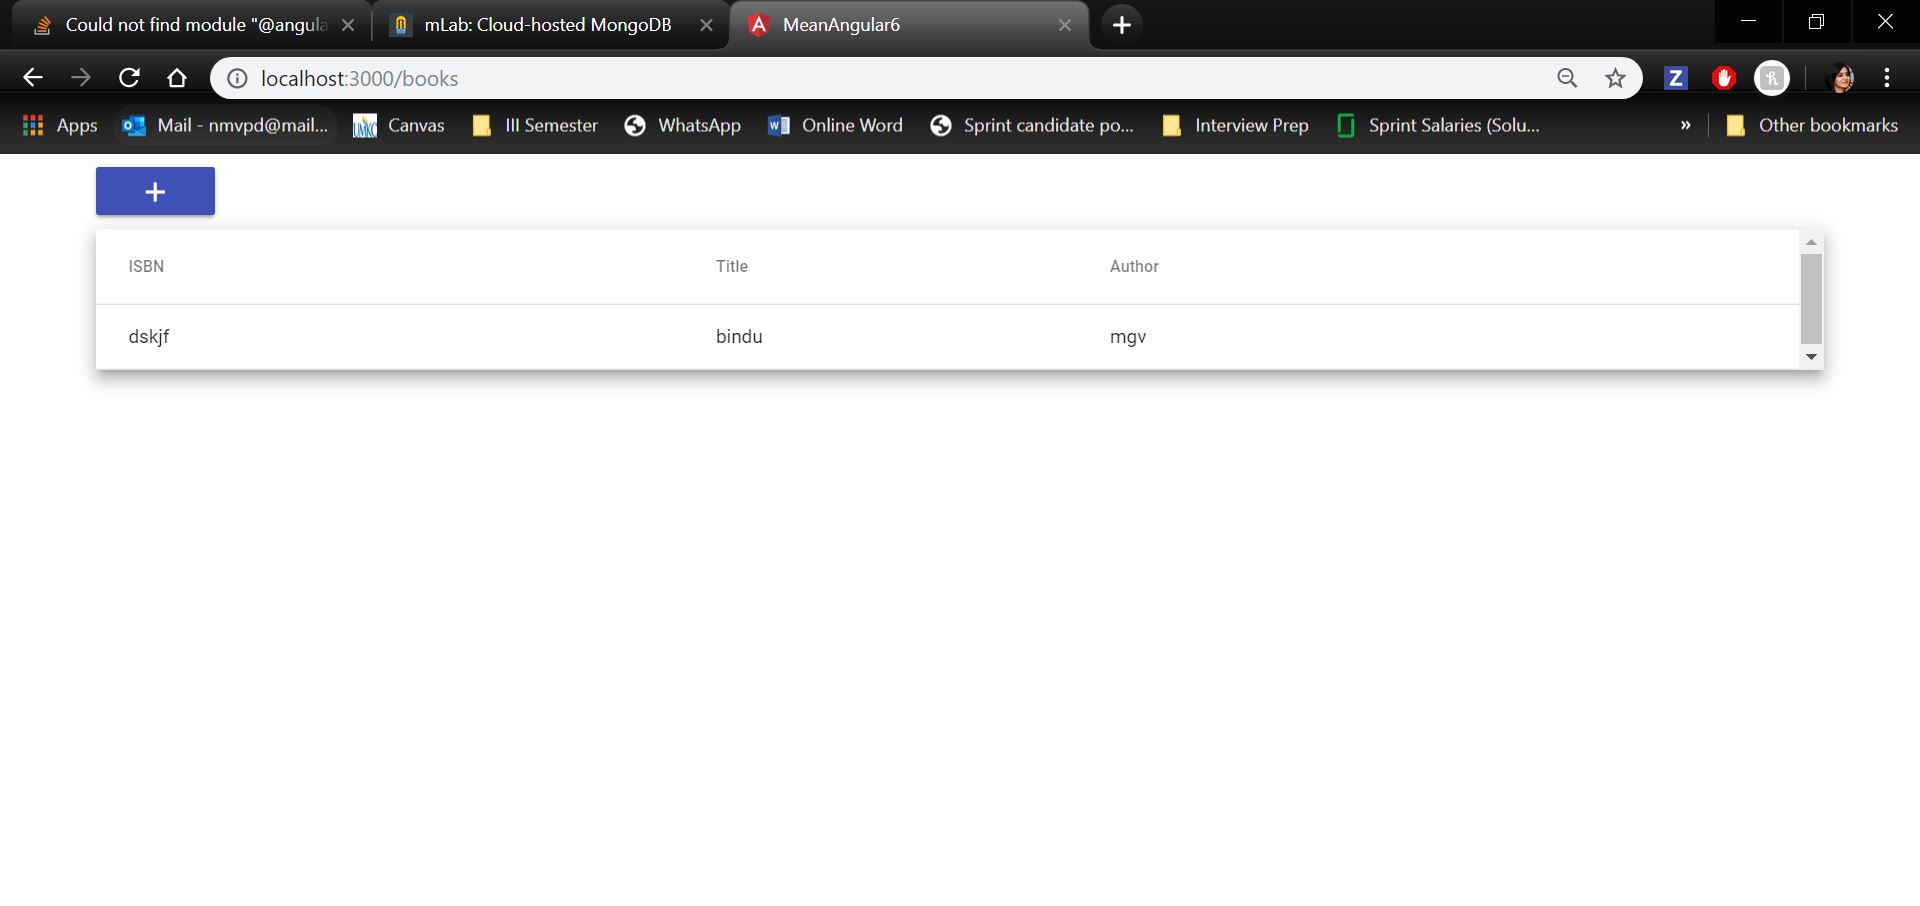 Could not find module "@angula
mLab: Cloud-hosted MongoDB
MeanAngular6
localhost:3000/books
Apps
Mail - nmvpd@mail...
Canvas
III Semester
WhatsApp
Online Word
Sprint candidate po...
Interview Prep
Sprint Salaries (Solu...
»
Other bookmarks
+
ISBN Title Author
dskjf bindu mgv